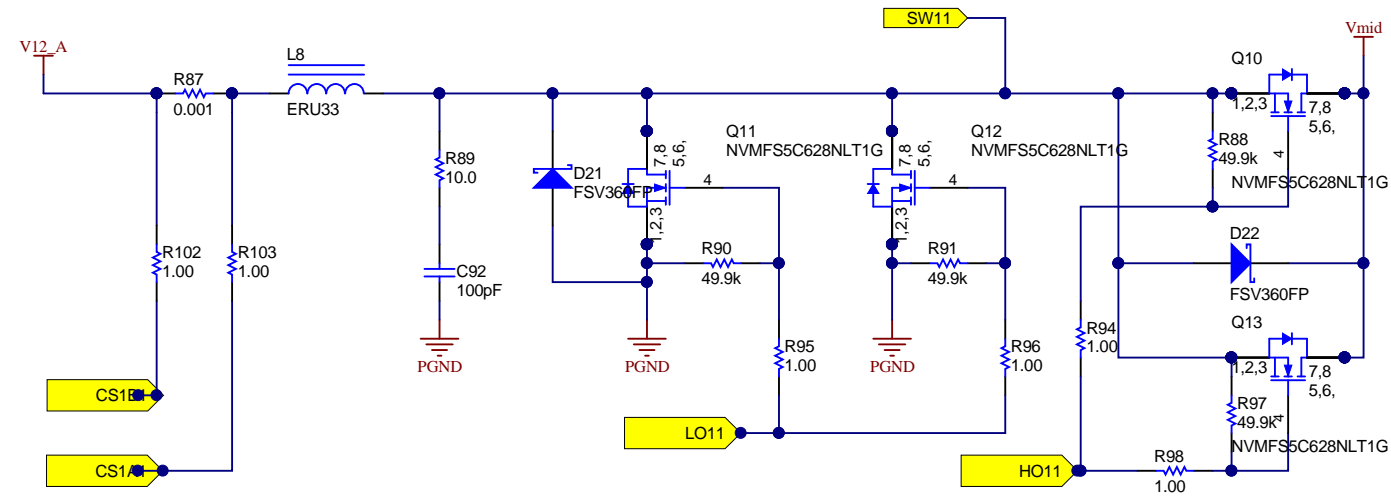 SW11
V12_A
Vmid
L8
ERU33
R87
0.001
Q10
1,2,3
7,8
5,6,
4
R88
49.9k
NVMFS5C628NLT1G
Q11
NVMFS5C628NLT1G
7,8
5,6,
4
1,2,3
Q12
NVMFS5C628NLT1G
7,8
5,6,
4
1,2,3
R89
10.0
D21
FSV360FP
R102
1.00
R103
1.00
C92
100pF
R90
49.9k
R91
49.9k
D22
FSV360FP
Q13
1,2,3
7,8
5,6,
4
R94
1.00
R95
1.00
R96
1.00
PGND
PGND
PGND
R97
49.9k
NVMFS5C628NLT1G
LO11
HO11
R98
1.00